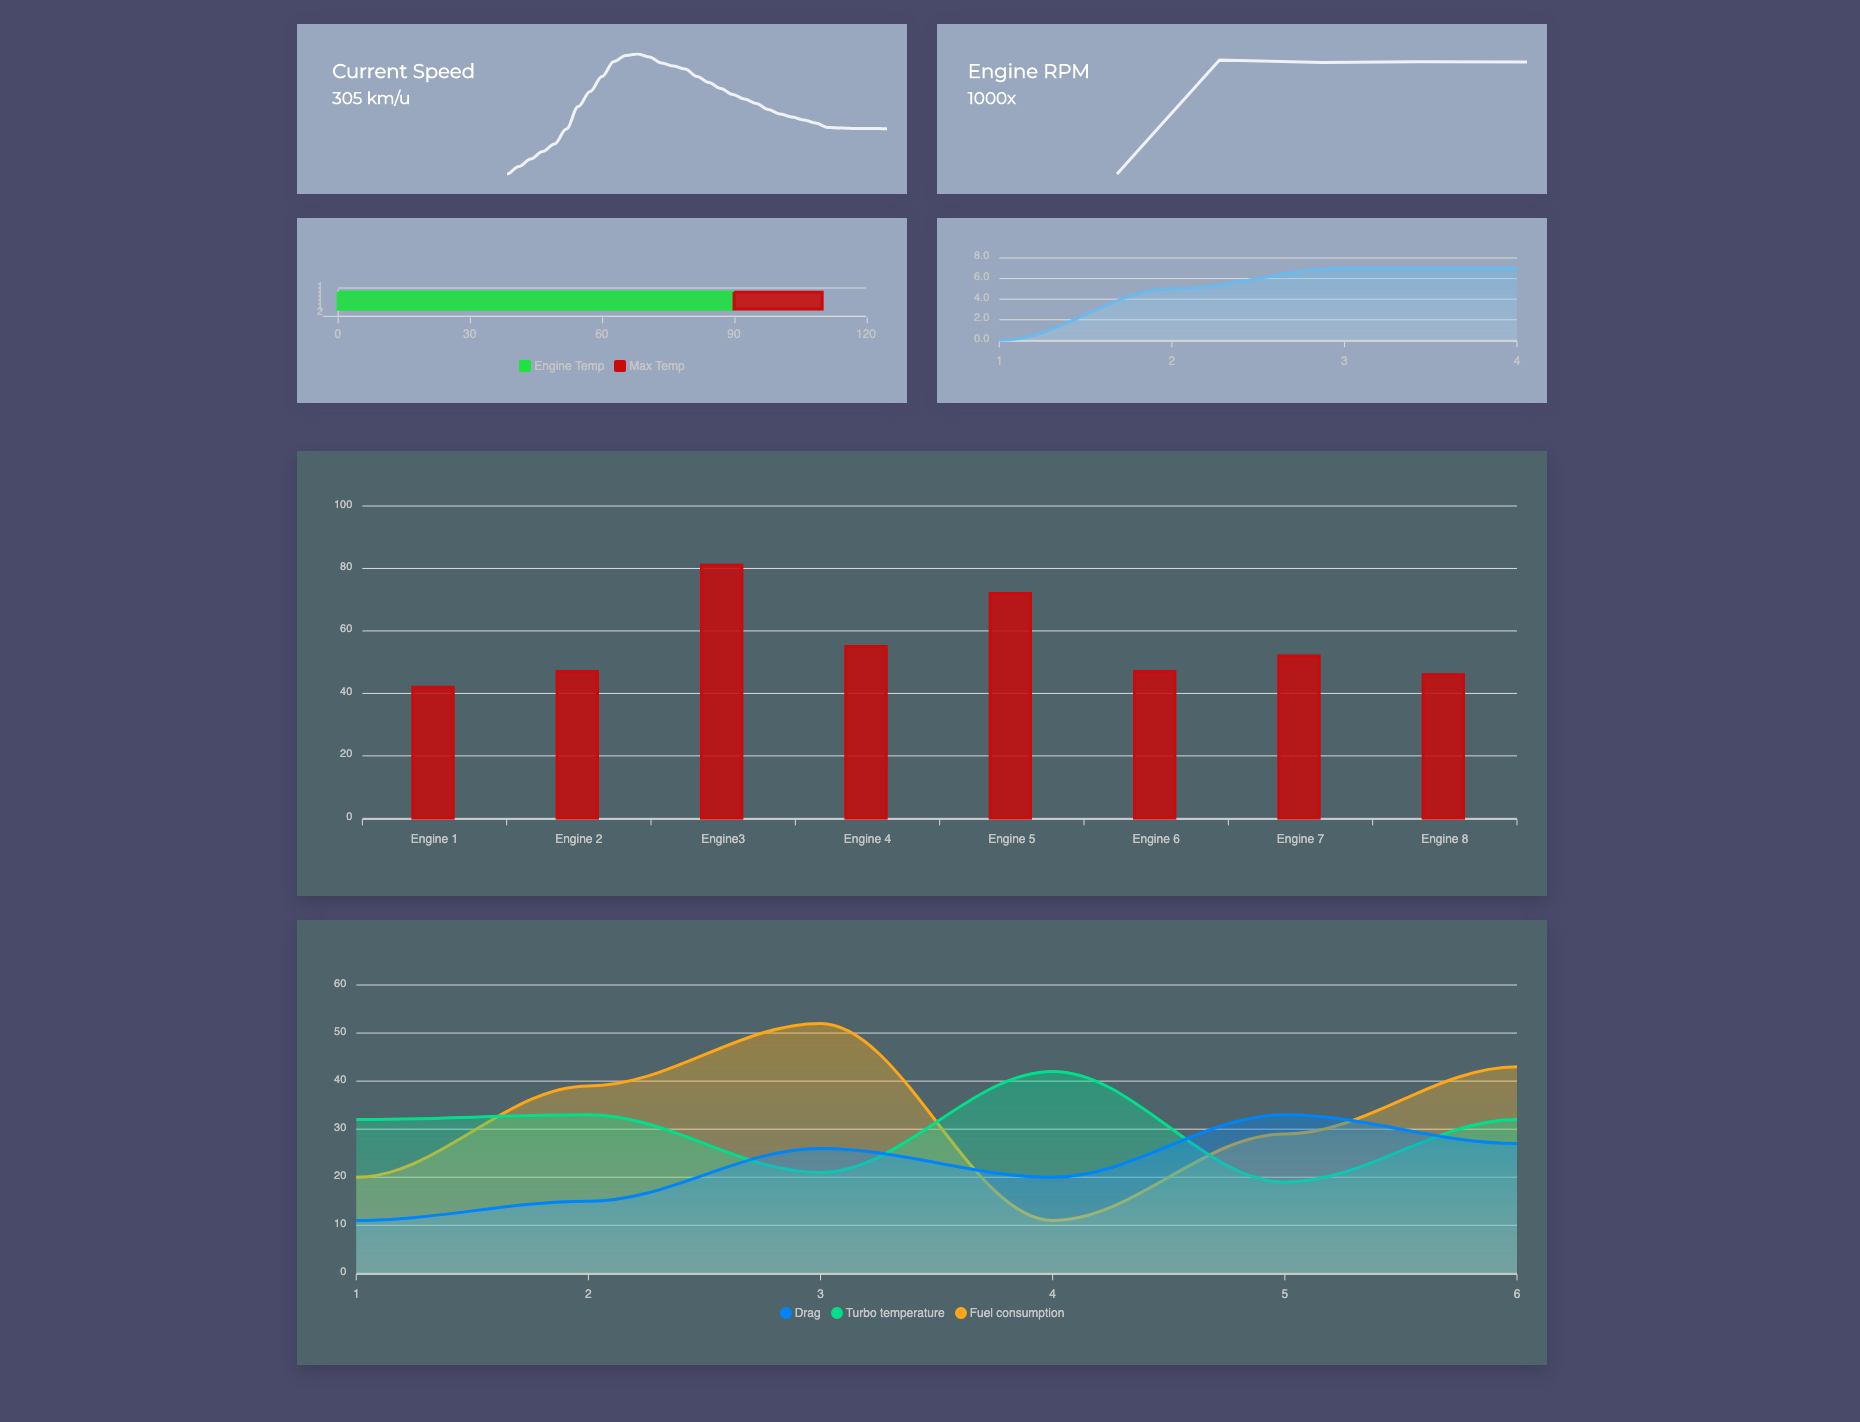 Current Speed
305 km/u
Engine RPM
1000x
2
0 30 60 90 120
Engine Temp Max Temp
8.0
6.0
4.0
2.0
0.0
1 2 3 4
100
80
60
40
20
0
Engine 1 Engine 2 Engine3 Engine 4 Engine 5 Engine 6 Engine 7 Engine 8
60
50
40
30
20
10
0
1 2 3 4 5 6
Drag Turbo temperature Fuel consumption